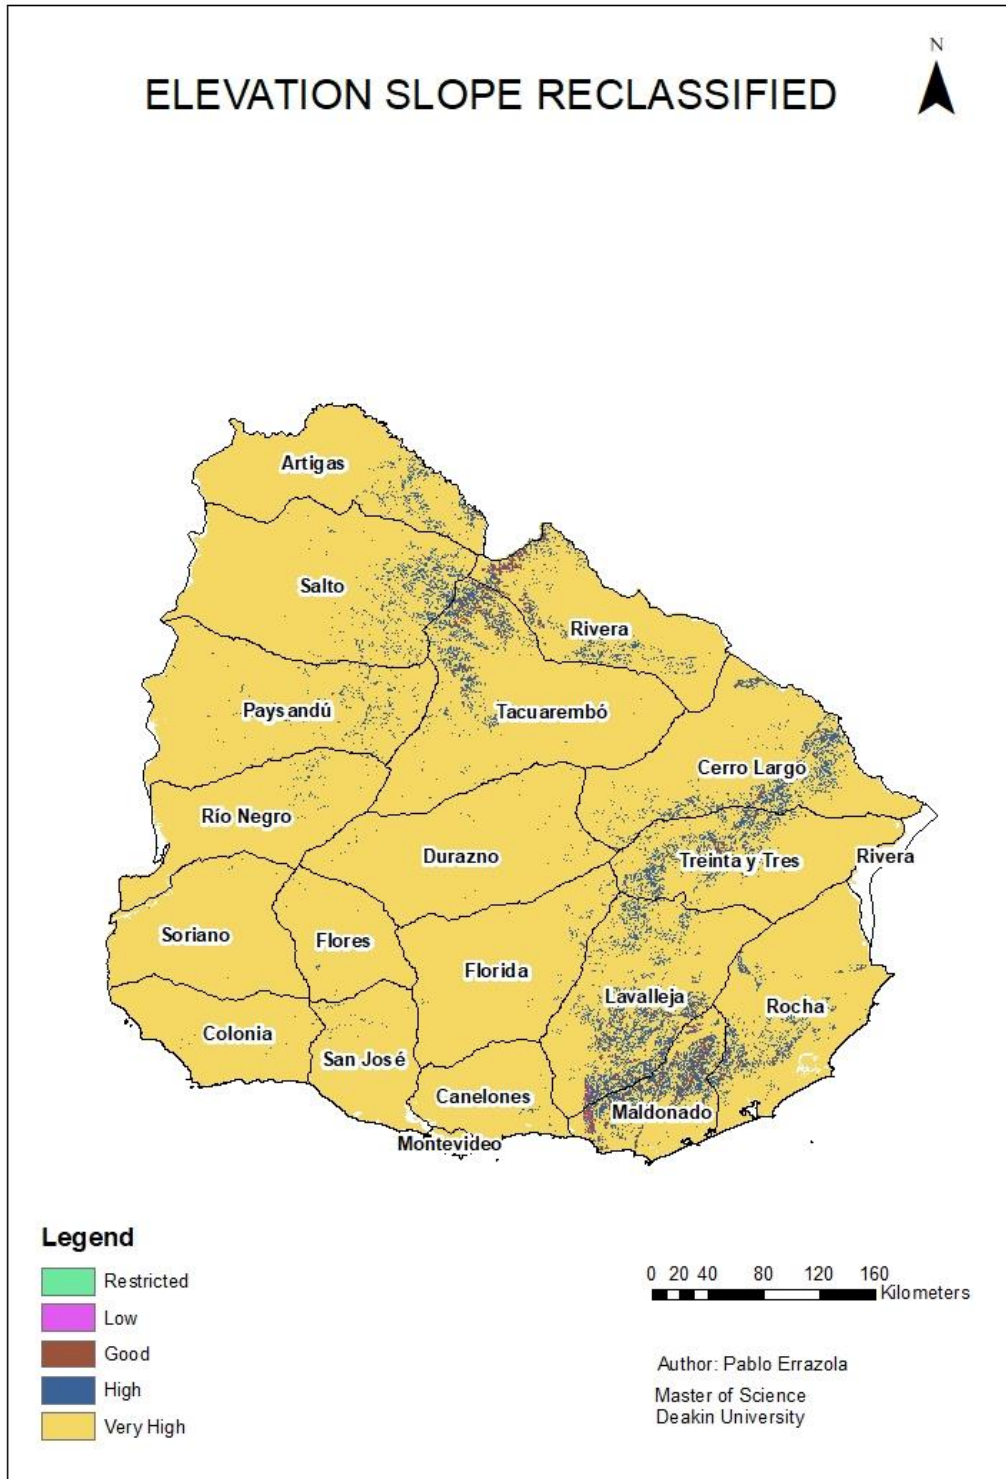 N
ELEVATION SLOPE RECLASSIFIED
Artigas
Salto
Rivera
Paysandú
Tacuarembó
Cerro Largo
Río Negro
Durazno
Treinta y Tres
Rivera
Soriano
Flores
Florida
Lavalleja
Rocha
Colonia
San José
Canelones
Maldonado
Montevideo
Legend
Restricted
Low
Good
High
Very High
0 20 40 80 120 160
Kilometers
Author: Pablo Errazola
Master of Science
Deakin University